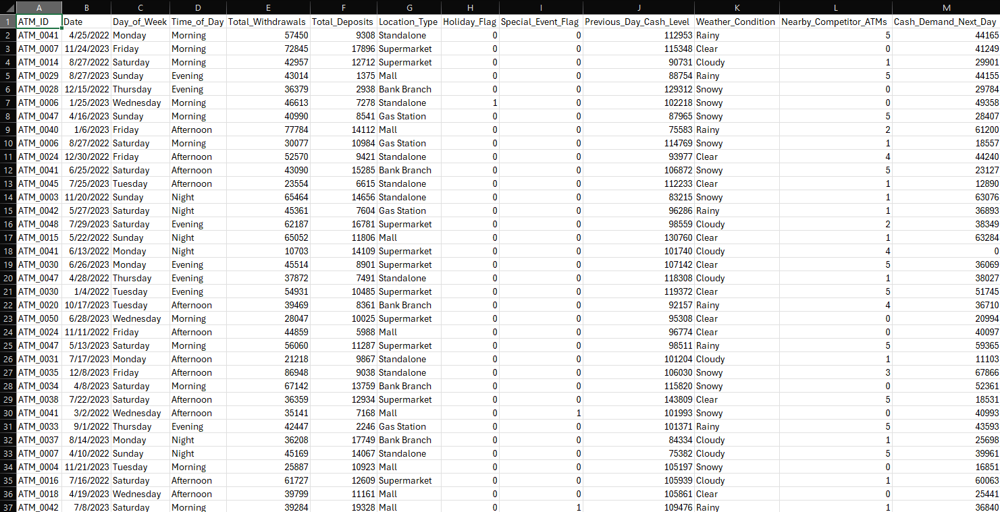 A B C D E F G H I J K L M
1 ATM_ID Date Day_of_Week Time_of_Day Total_Withdrawals Total_Deposits Location_Type Holiday_Flag Special_Event_Flag Previous_Day_Cash_Level Weather_Condition Nearby_Competitor_ATMs Cash_Demand_Next_Day
2 ATM_0041 4/25/2022 Monday Morning 57450 9308 Standalone 0 0 112953 Rainy 5 44165
3 ATM_0007 11/24/2023 Friday Morning 72845 17896 Supermarket 0 0 115348 Clear 0 41249
4 ATM_0014 8/27/2022 Saturday Morning 42957 12712 Supermarket 0 0 90731 Cloudy 1 29901
5 ATM_0029 8/27/2023 Sunday Evening 43014 1375 Mall 0 0 88754 Rainy 5 44155
6 ATM_0028 12/15/2022 Thursday Evening 36379 2938 Bank Branch 0 0 129312 Snowy 0 29784
7 ATM_0006 1/25/2023 Wednesday Morning 46613 7278 Standalone 1 0 102218 Snowy 0 49358
8 ATM_0047 4/16/2023 Sunday Morning 40990 8541 Gas Station 0 0 87965 Snowy 5 28407
9 ATM_0040 1/6/2023 Friday Afternoon 77784 14112 Mall 0 0 75583 Rainy 2 61200
10 ATM_0006 8/27/2022 Saturday Morning 30077 10984 Gas Station 0 0 114769 Snowy 1 18557
11 ATM_0024 12/30/2022 Friday Afternoon 52570 9421 Standalone 0 0 93977 Clear 4 44240
12 ATM_0041 6/25/2022 Saturday Afternoon 43090 15285 Bank Branch 0 0 106872 Snowy 5 23127
13 ATM_0045 7/25/2023 Tuesday Afternoon 23554 6615 Standalone 0 0 112233 Clear 1 12890
14 ATM_0003 11/20/2022 Sunday Night 65464 14656 Standalone 0 0 83215 Snowy 1 63076
15 ATM_0042 5/27/2023 Saturday Night 45361 7604 Gas Station 0 0 96286 Rainy 1 36893
16 ATM_0048 7/29/2023 Saturday Evening 62187 16781 Supermarket 0 0 98559 Cloudy 2 38349
17 ATM_0015 5/22/2022 Sunday Night 65052 11806 Mall 0 0 130760 Clear 1 63284
18 ATM_0041 6/13/2022 Monday Night 10703 14109 Supermarket 0 0 101740 Cloudy 4 0
19 ATM_0030 6/26/2023 Monday Evening 45514 8901 Supermarket 0 0 107142 Clear 5 36069
20 ATM_0047 4/28/2022 Thursday Evening 37872 7491 Standalone 0 0 118308 Cloudy 1 38027
21 ATM_0030 1/4/2022 Tuesday Evening 54931 10485 Supermarket 0 0 119372 Clear 5 51745
22 ATM_0020 10/17/2023 Tuesday Afternoon 39469 8361 Bank Branch 0 0 92157 Rainy 4 36710
23 ATM_0050 6/28/2023 Wednesday Morning 28047 10025 Supermarket 0 0 95308 Clear 0 20994
24 ATM_0024 11/11/2022 Friday Afternoon 44859 5988 Mall 0 0 96774 Clear 0 40097
25 ATM_0047 5/13/2023 Saturday Morning 56060 11287 Supermarket 0 0 98511 Rainy 5 59365
26 ATM_0031 7/17/2023 Monday Afternoon 21218 9867 Standalone 0 0 101204 Cloudy 1 11103
27 ATM_0035 12/8/2023 Friday Afternoon 86948 9038 Standalone 0 0 106030 Snowy 3 67866
28 ATM_0034 4/8/2023 Saturday Morning 67142 13759 Bank Branch 0 0 115820 Snowy 0 52361
29 ATM_0038 7/22/2023 Saturday Afternoon 36359 12934 Supermarket 0 0 143809 Clear 5 18531
30 ATM_0041 3/2/2022 Wednesday Afternoon 35141 7168 Mall 0 1 101993 Snowy 0 40993
31 ATM_0033 9/1/2022 Thursday Evening 42447 2246 Gas Station 0 0 101371 Rainy 5 43593
32 ATM_0037 8/14/2023 Monday Night 36208 17749 Bank Branch 0 0 84334 Cloudy 1 25698
33 ATM_0007 4/10/2022 Sunday Night 45169 14067 Standalone 0 0 75382 Cloudy 5 39961
34 ATM_0004 11/21/2023 Tuesday Morning 25887 10923 Mall 0 0 105197 Snowy 0 16851
35 ATM_0016 7/16/2022 Saturday Afternoon 61727 12609 Supermarket 0 0 105939 Cloudy 1 60063
36 ATM_0018 4/19/2023 Wednesday Afternoon 39799 11161 Mall 0 0 105861 Clear 0 25441
37 ATM_0042 7/8/2023 Saturday Morning 39284 19328 Mall 0 1 109476 Rainy 1 36840